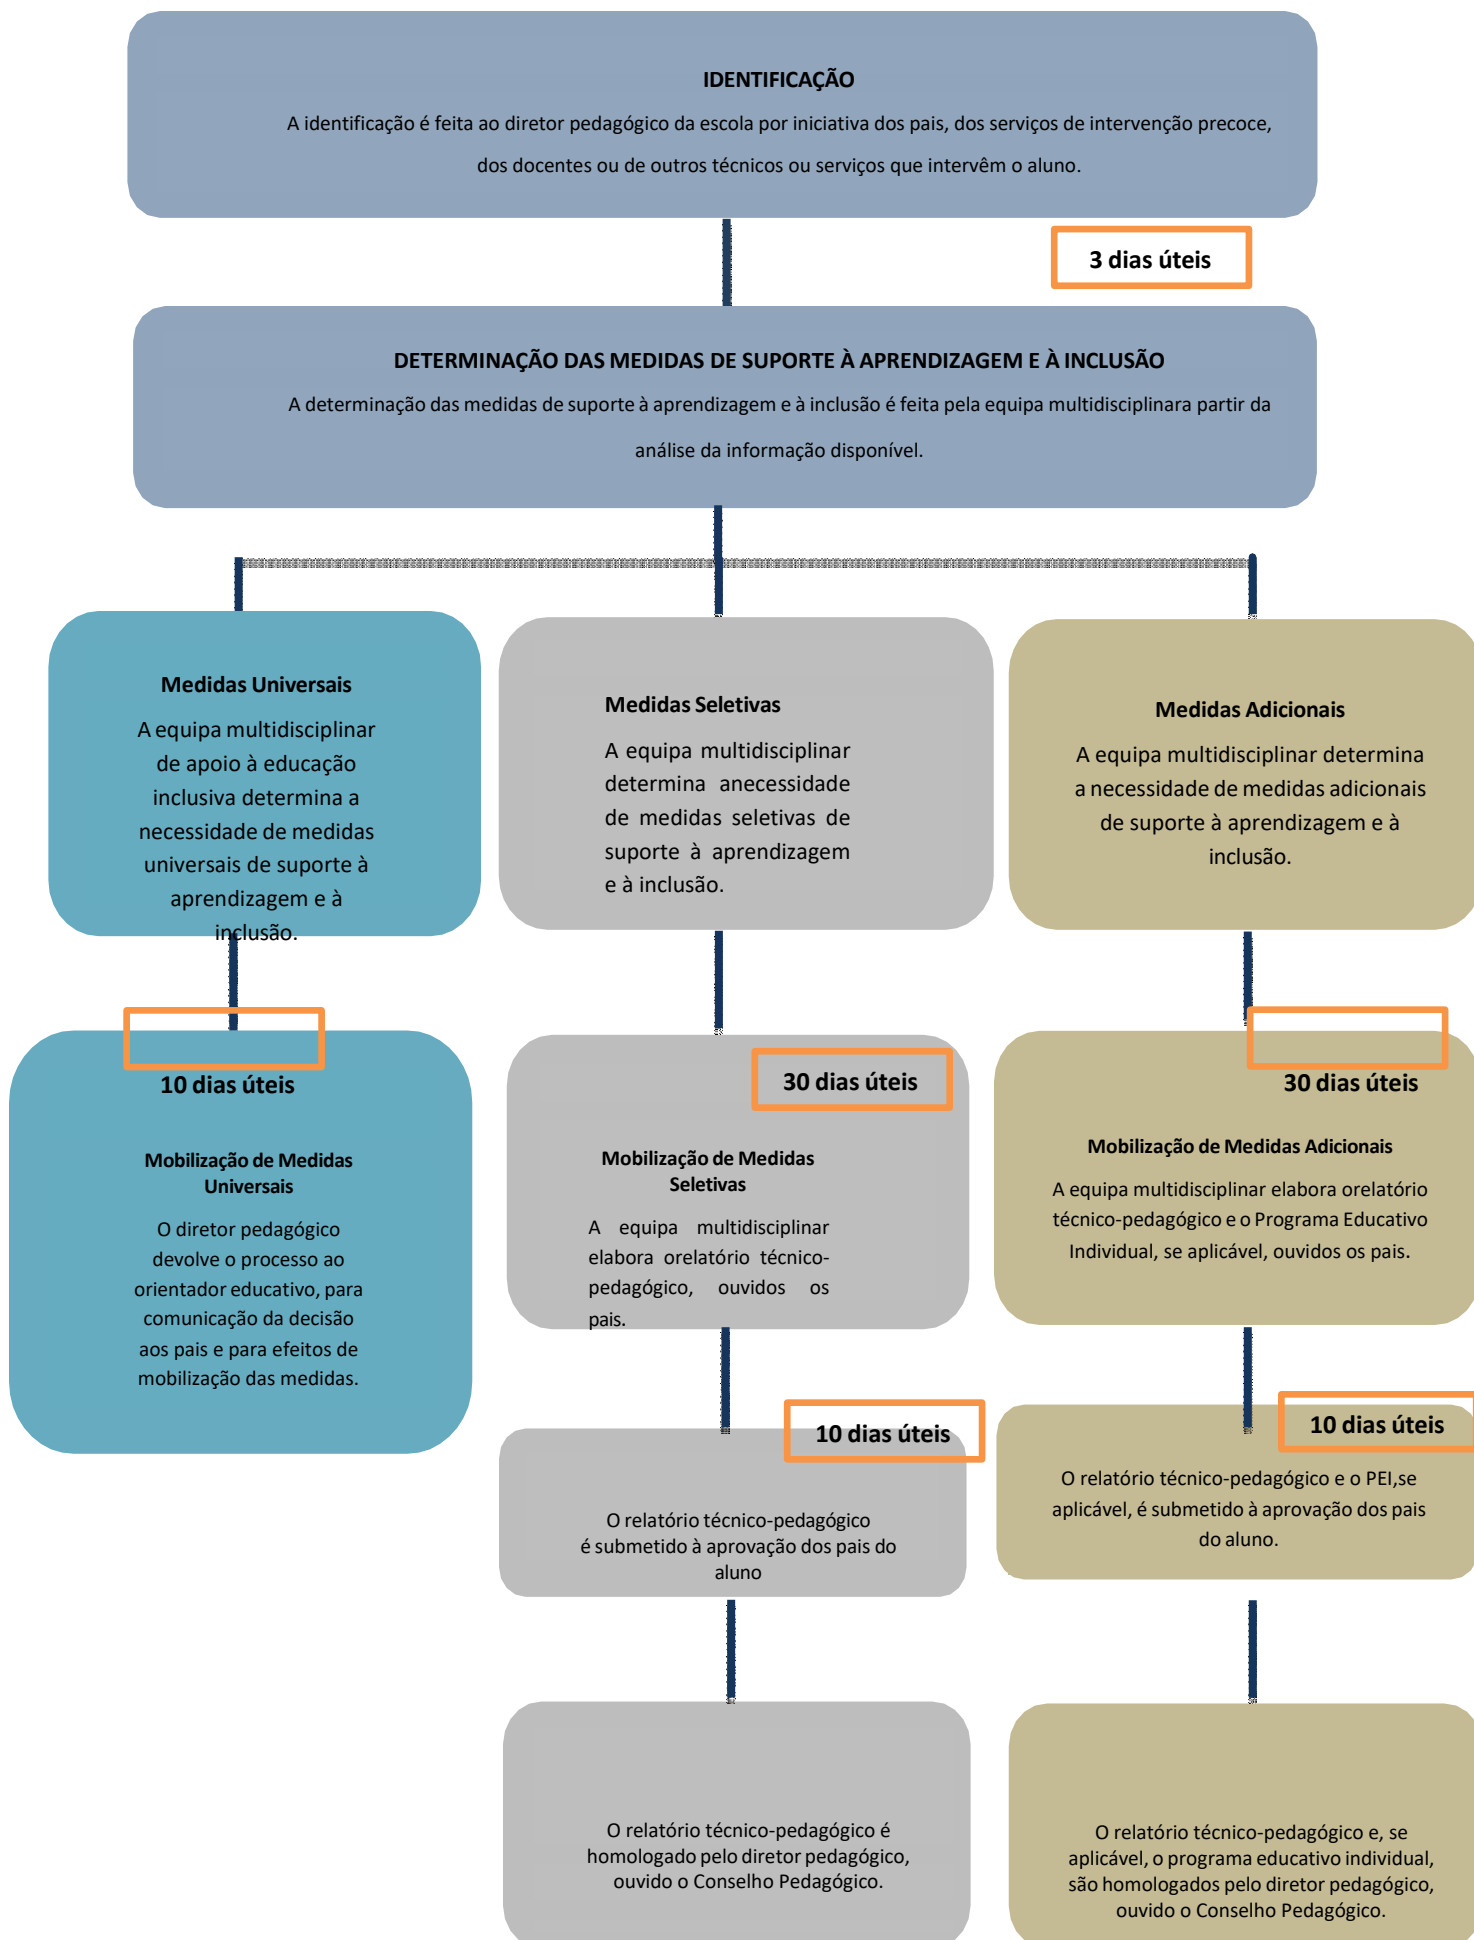 IDENTIFICAÇÃO
A identificação é feita ao diretor pedagógico da escola por iniciativa dos pais, dos serviços de intervenção precoce,
dos docentes ou de outros técnicos ou serviços que intervêm o aluno.
3 dias úteis
DETERMINAÇÃO DAS MEDIDAS DE SUPORTE À APRENDIZAGEM E À INCLUSÃO
A determinação das medidas de suporte à aprendizagem e à inclusão é feita pela equipa multidisciplinara partir da
análise da informação disponível.
Medidas Universais
A equipa multidisciplinar
de apoio à educação
inclusiva determina a
necessidade de medidas
universais de suporte à
aprendizagem e à
inclusão.
Medidas Seletivas
A equipa multidisciplinar
determina anecessidade
de medidas seletivas de
suporte à aprendizagem
e à inclusão.
Medidas Adicionais
A equipa multidisciplinar determina
a necessidade de medidas adicionais
de suporte à aprendizagem e à
inclusão.
10 dias úteis
Mobilização de Medidas
Universais
O diretor pedagógico
devolve o processo ao
orientador educativo, para
comunicação da decisão
aos pais e para efeitos de
mobilização das medidas.
30 dias úteis
Mobilização de Medidas
Seletivas
A equipa multidisciplinar
elabora orelatório técnico-
pedagógico, ouvidos os
pais.
30 dias úteis
Mobilização de Medidas Adicionais
A equipa multidisciplinar elabora orelatório
técnico-pedagógico e o Programa Educativo
Individual, se aplicável, ouvidos os pais.
10 dias úteis
O relatório técnico-pedagógico
é submetido à aprovação dos pais do
aluno
10 dias úteis
O relatório técnico-pedagógico e o PEI,se
aplicável, é submetido à aprovação dos pais
do aluno.
O relatório técnico-pedagógico é
homologado pelo diretor pedagógico,
ouvido o Conselho Pedagógico.
O relatório técnico-pedagógico e, se
aplicável, o programa educativo individual,
são homologados pelo diretor pedagógico,
ouvido o Conselho Pedagógico.